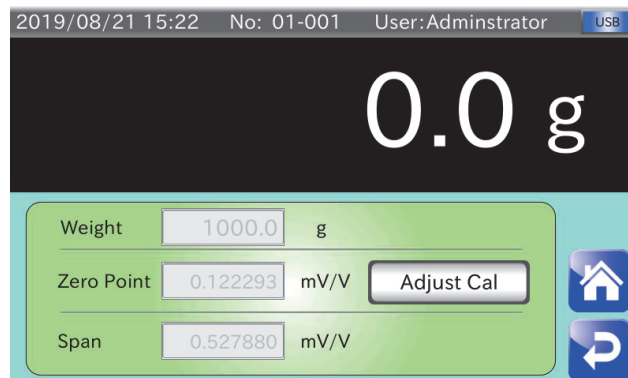 2019/08/21 15:22 No: 01-001 User:Adminstrator USB
0.0 g
Weight 1000.0 g
Zero Point 0.122293 mV/V Adjust Cal
Span 0.527880 mV/V